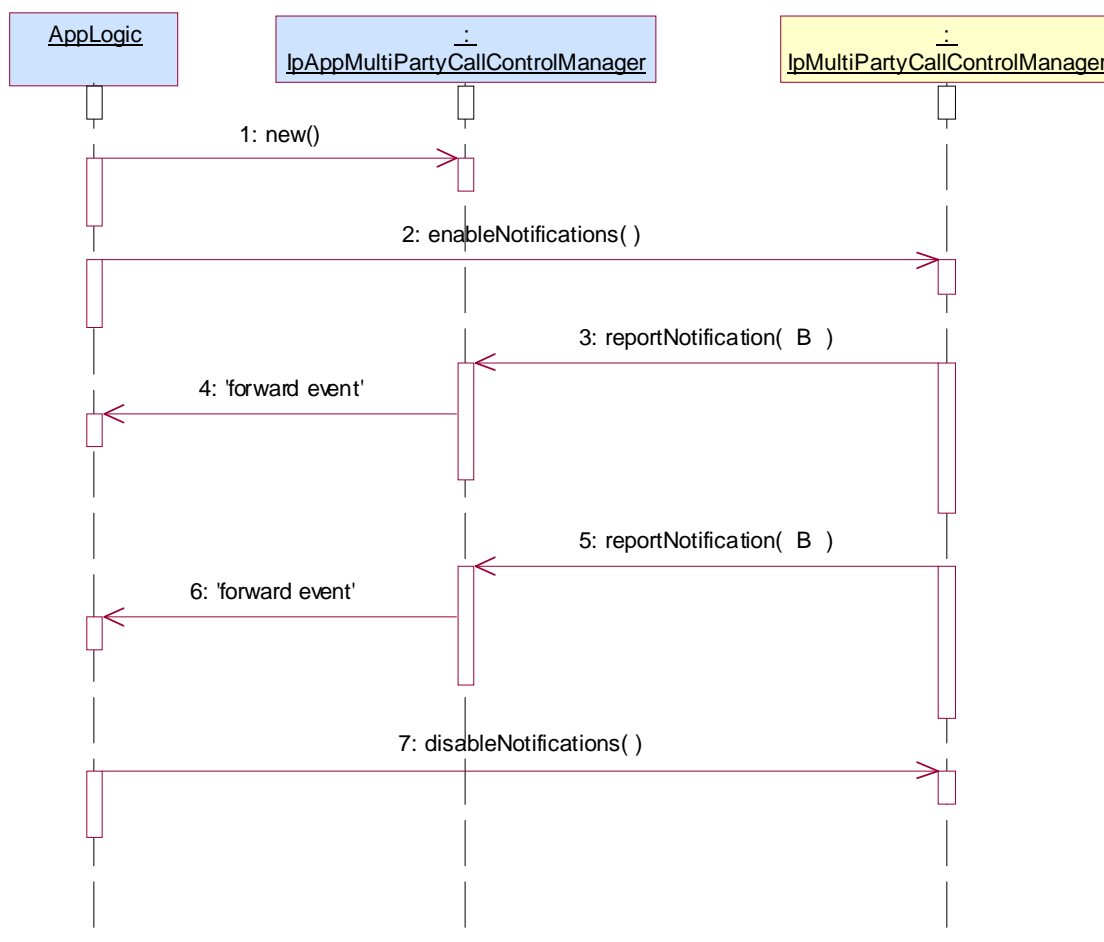 AppLogic
:
IpAppMultiPartyCallControlManager
:
IpMultiPartyCallControlManager
1: new()
2: enableNotifications( )
3: reportNotification(  B  )
4: 'forward event'
5: reportNotification(  B  )
6: 'forward event'
7: disableNotifications( )